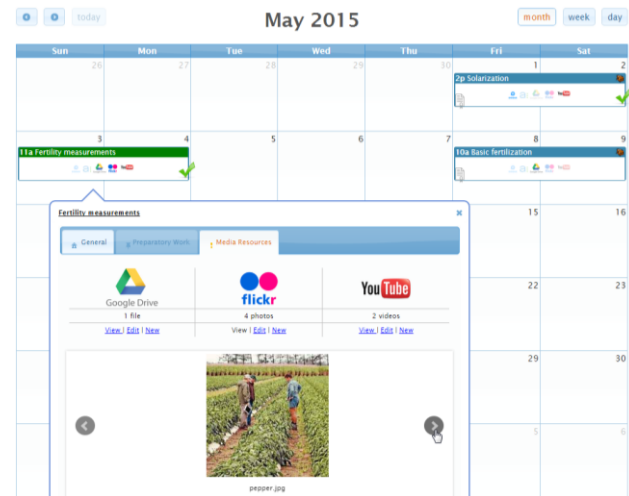 today May 2015 month week day
Sun Mon Tue Wed Thu Fri Sat
26 27 28 29 30 1 2
2p Solarization
3 4 5 6 7 8 9
11a Fertility measurements 10a Basic fertilization
Fertility measurements 15 16
General Preparatory Work Media Resources
Google Drive flickr YouTube
1 file 4 photos 2 videos 22 23
View | Edit | New View | Edit | New View | Edit | New
29 30
5 6
pepper.jpg